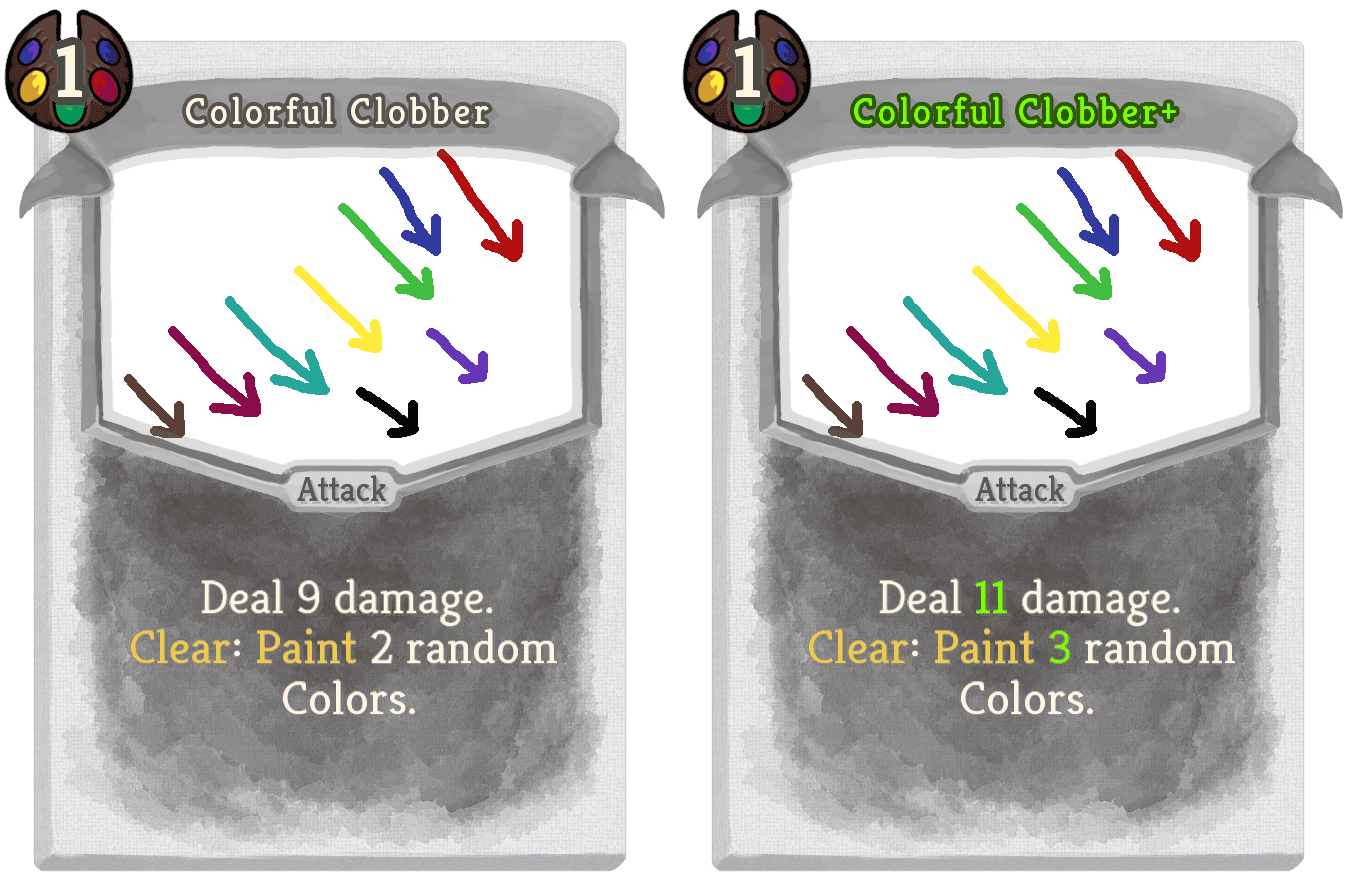 1
Colorful Clobber
Attack
Deal 9 damage.
Clear: Paint 2 random
Colors.
1
Colorful Clobber+
Attack
Deal 11 damage.
Clear: Paint 3 random
Colors.